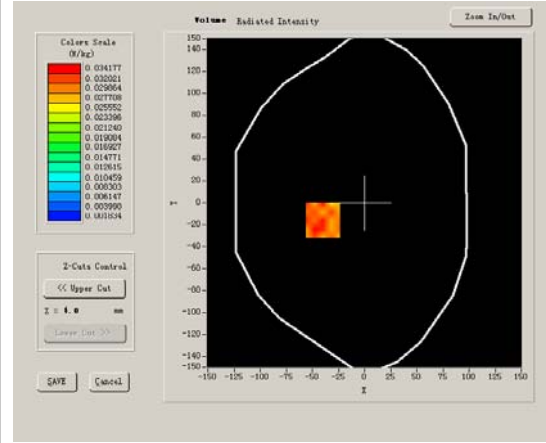 Volume Radiated Intensity
Zoom In/Out
Colors Scale
(W/kg)
0.034177
0.032021
0.029864
0.027708
0.025552
0.023396
0.021240
0.019084
0.016927
0.014771
0.012615
0.010459
0.008303
0.006147
0.003990
0.001834
Z-Cuts Control
<< Upper Cut
Z = 4.0 mm
Lower Cut >>
SAVE Cancel
150
140
120
100
80
60
40
20
0
-20
-40
-60
-80
-100
-120
-140
-150
Y
-150 -125 -100 -75 -50 -25 0 25 50 75 100 125 150
X